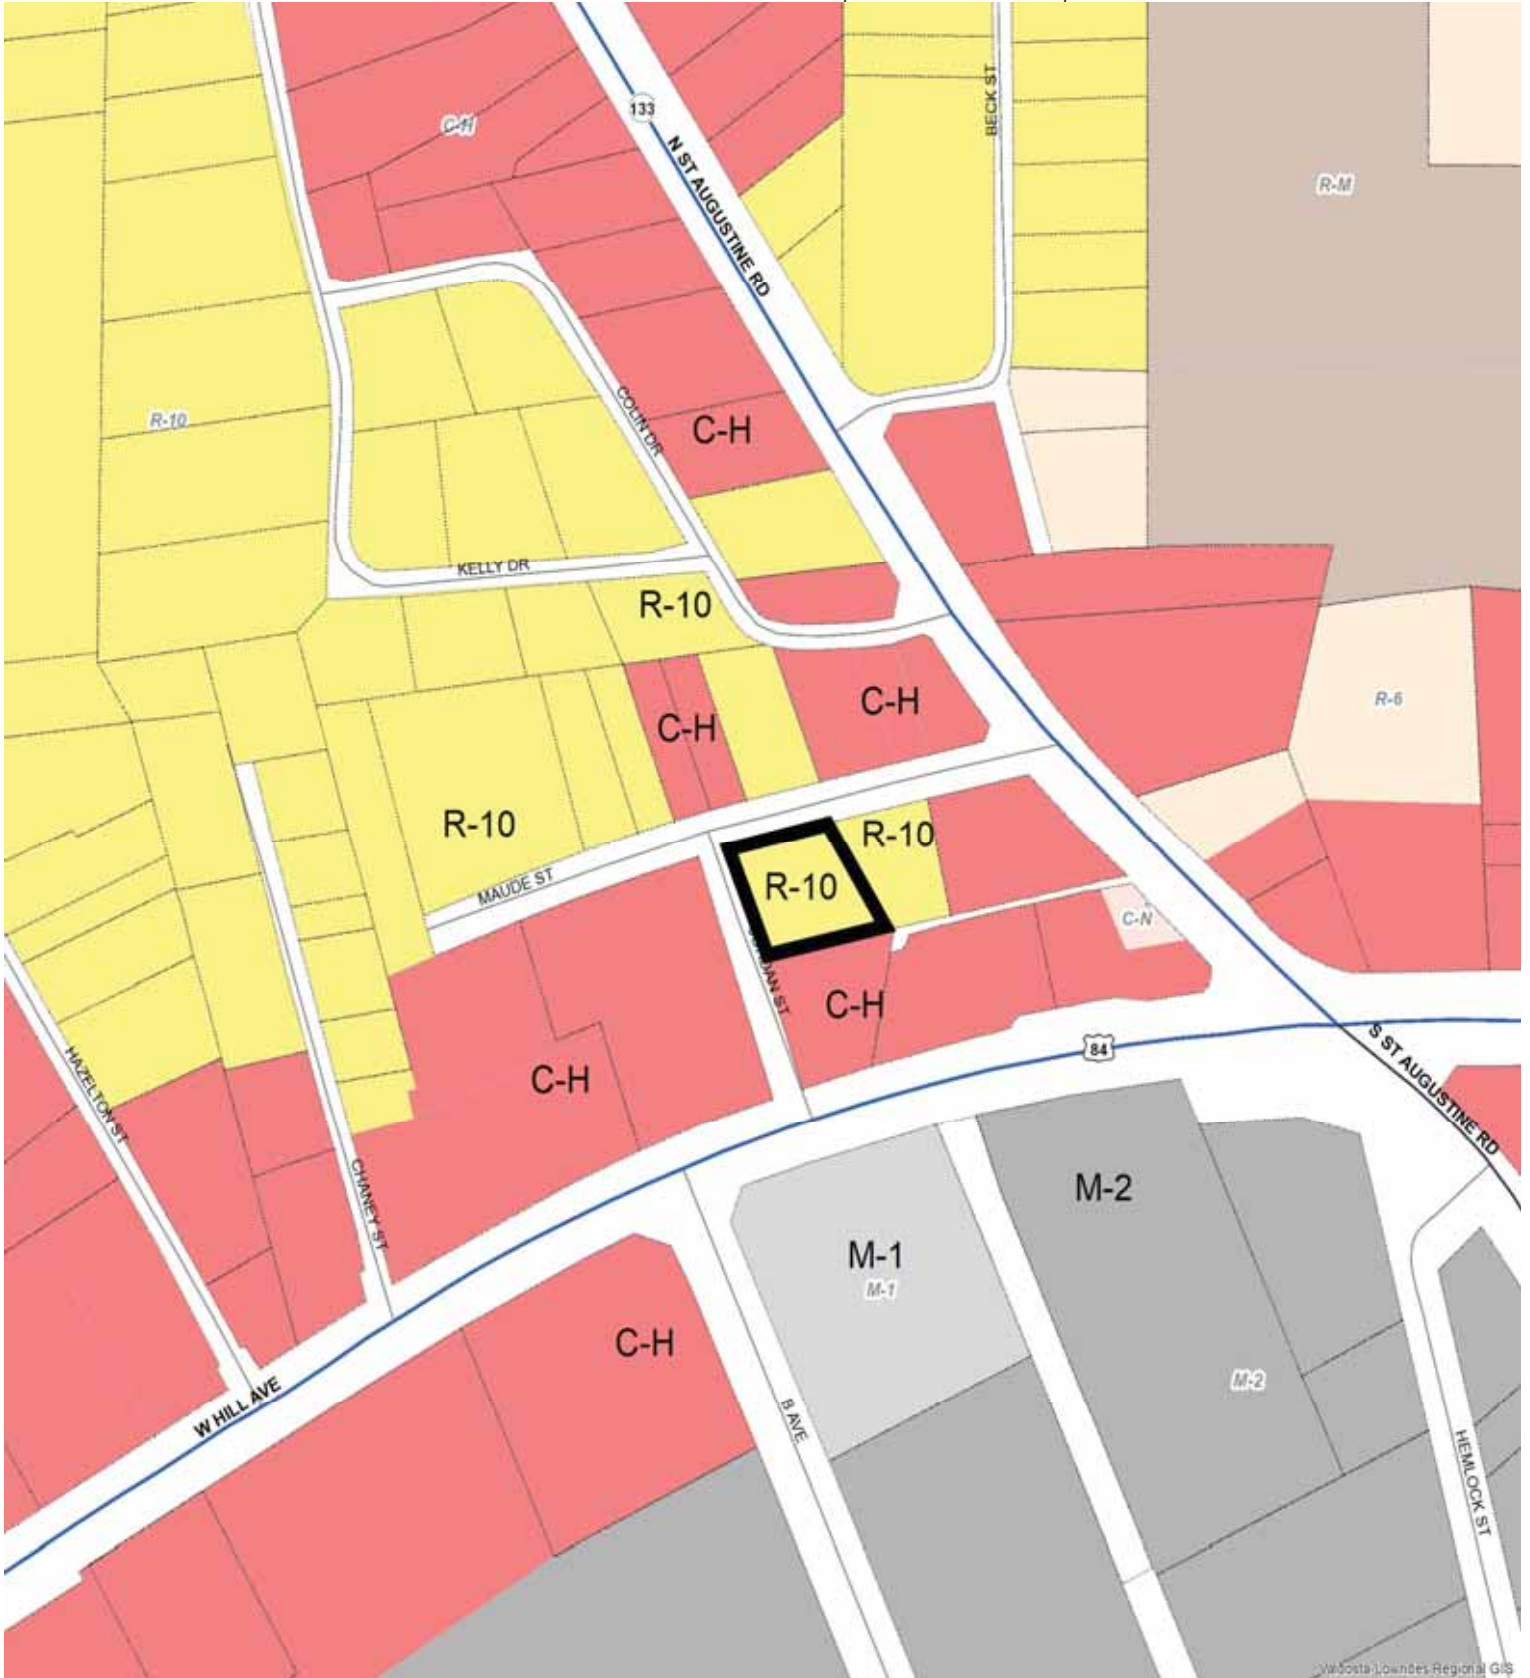 133
BECK ST
C-H
N ST AUGUSTINE RD
R-M
R-10
COLIN DR
C-H
KELLY DR
R-10
C-H
C-H
R-6
R-10
R-10
MAUDE ST
R-10
C-N
DAN ST
C-H
84
S ST AUGUSTINE RD
HAZELTON ST
C-H
CHANEY ST
M-2
M-1
M-1
C-H
M-2
W HILL AVE
B AVE
HEMLOCK ST
Valdosta-Lowndes Regional GIS